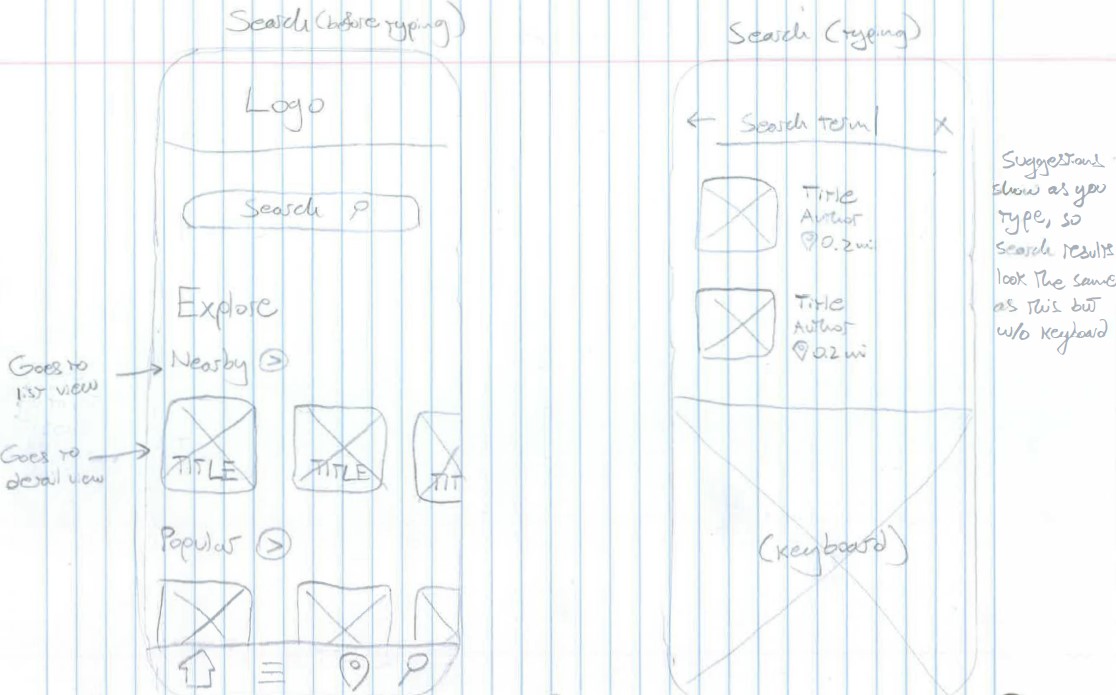 Search (before typing)
Logo
Search
Explore
Goes to
list view
Nearby >
Goes to
detail view
TITLE
TITLE
TIT
Popular >
Search (typing)
← Search term| X
Title
Author
0.2 mi
Title
Author
0.2 mi
(keyboard)
Suggestions
show as you
type, so
search results
look the same
as this but
w/o keyboard